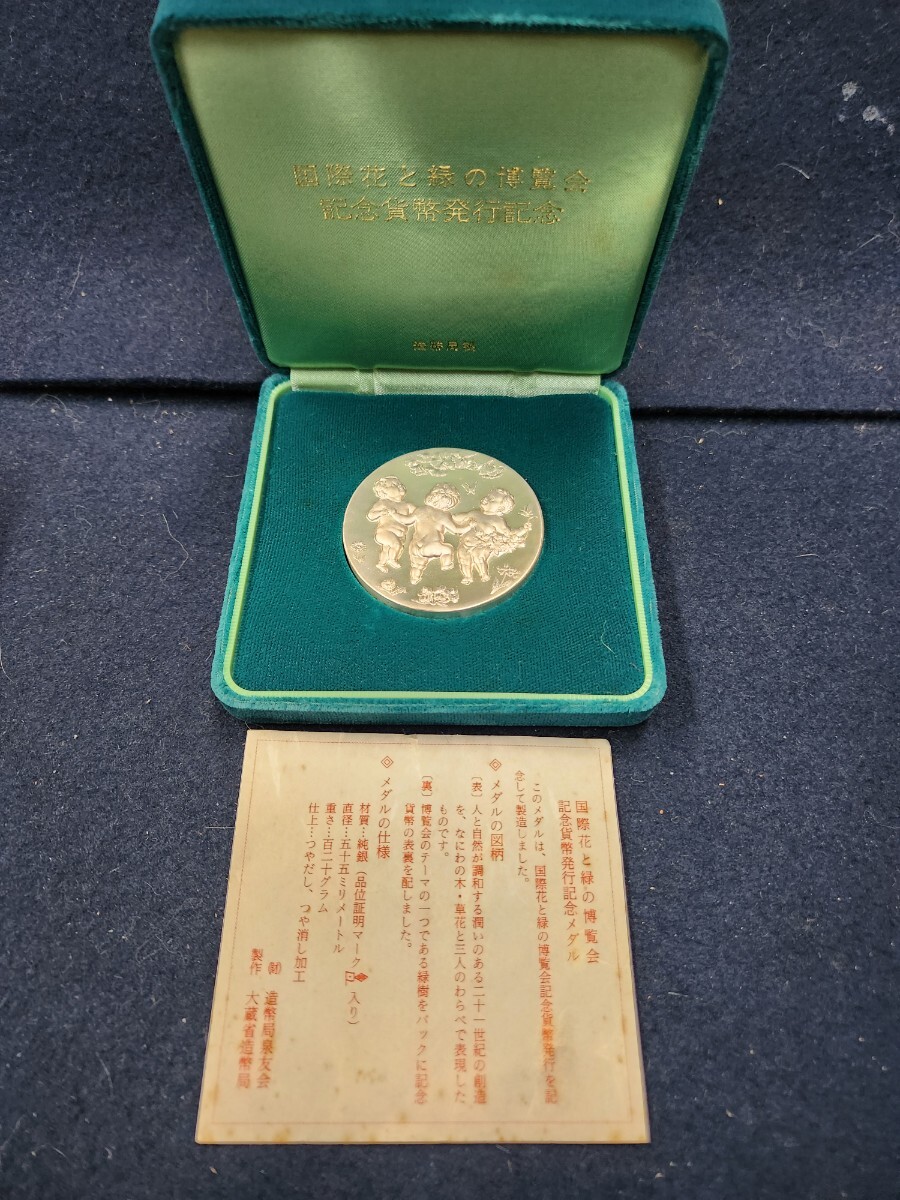 国際花と緑の博覧会
記念貨幣発行記念
造幣局製
国際花と緑の博覧会
記念貨幣発行記念メダル
このメダルは、国際花と緑の博覧会記念貨幣発行を記
念して製造しました。
◎メダルの図柄
〔表〕人と自然が調和する潤いのある二十一世紀の創造
を、なにわの木・草花と三人のわらべで表現した
ものです。
〔裏〕博覧会のテーマの一つである緑樹をバックに記念
貨幣の表裏を配しました。
◎メダルの仕様
材質…純銀（品位証明マーク入り）
直径…五十五ミリメートル
重さ…百二十グラム
仕上…つやだし、つや消し加工
㈶造幣局泉友会
製作 大蔵省造幣局